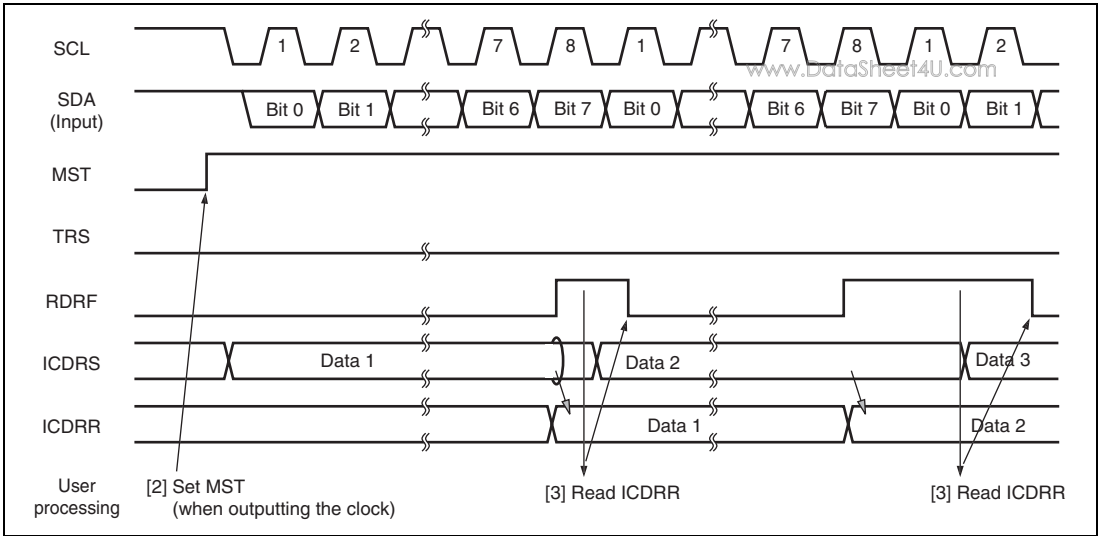 SCL 1 2 7 8 1 7 8 1 2
www.DataSheet4U.com
SDA
(Input)
Bit 0 Bit 1 Bit 6 Bit 7 Bit 0 Bit 6 Bit 7 Bit 0 Bit 1
MST
TRS
RDRF
ICDRS Data 1 Data 2 Data 3
ICDRR Data 1 Data 2
User
processing
[2] Set MST
(when outputting the clock)
[3] Read ICDRR
[3] Read ICDRR